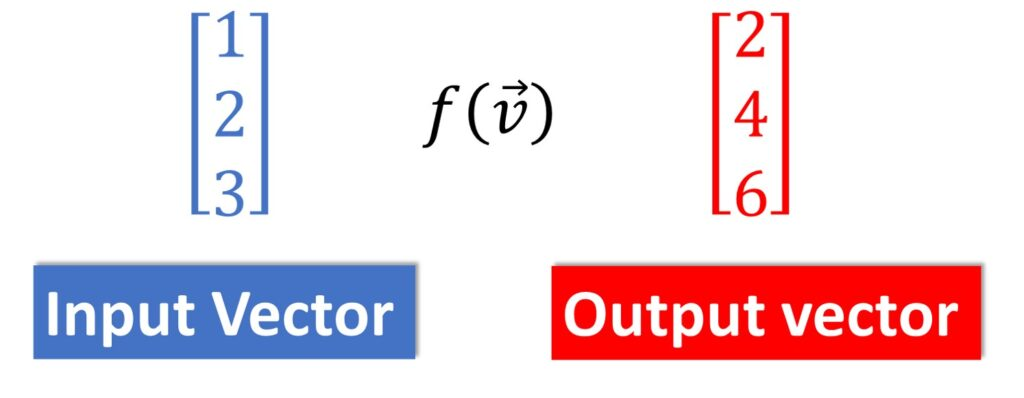 [1 2 3] f(v⃗) [2 4 6]
Input Vector Output vector